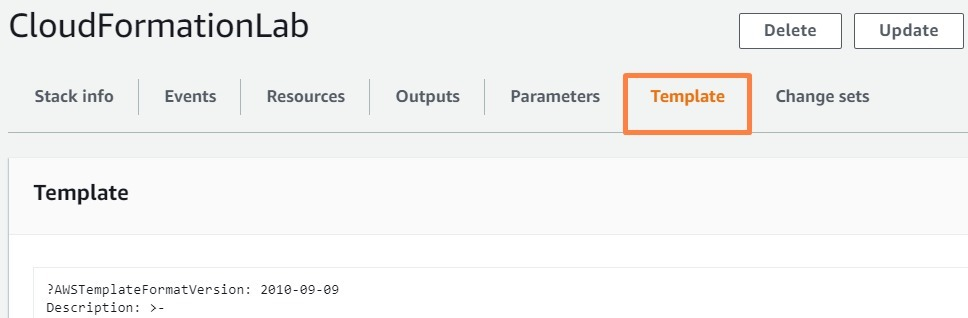 CloudFormationLab
Delete Update
Stack info Events Resources Outputs Parameters Template Change sets
Template
?AWSTemplateFormatVersion: 2010-09-09
Description: >-